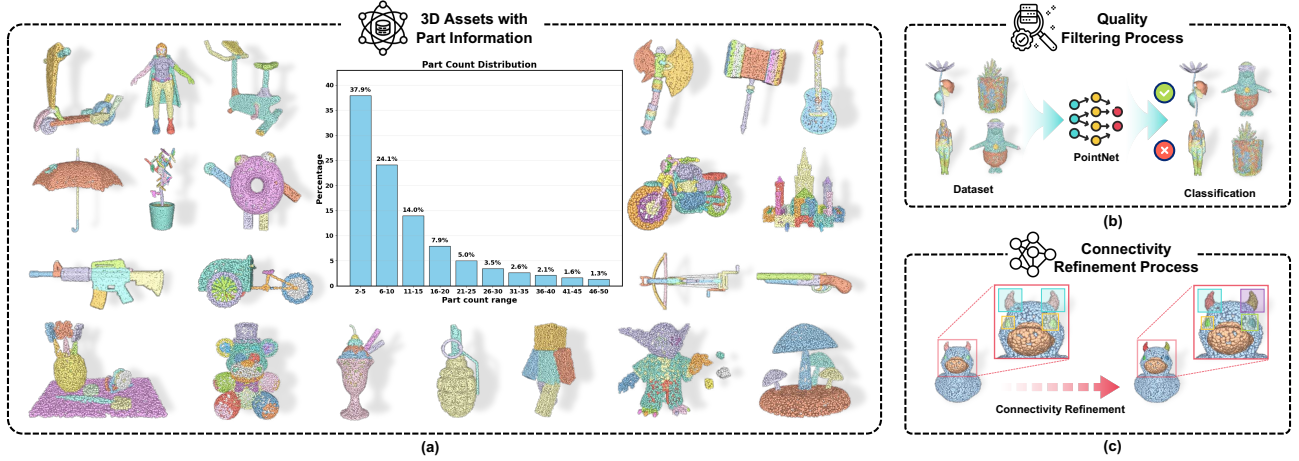 3D Assets with
Part Information
Part Count Distribution
Percentage
40
35
30
25
20
15
10
5
0
37.9%
24.1%
14.0%
7.9%
5.0%
3.5%
2.6%
2.1%
1.6%
1.3%
2-5
6-10
11-15
16-20
21-25
26-30
31-35
36-40
41-45
46-50
Part count range
(a)
Quality
Filtering Process
PointNet
Dataset
Classification
(b)
Connectivity
Refinement Process
Connectivity Refinement
(c)